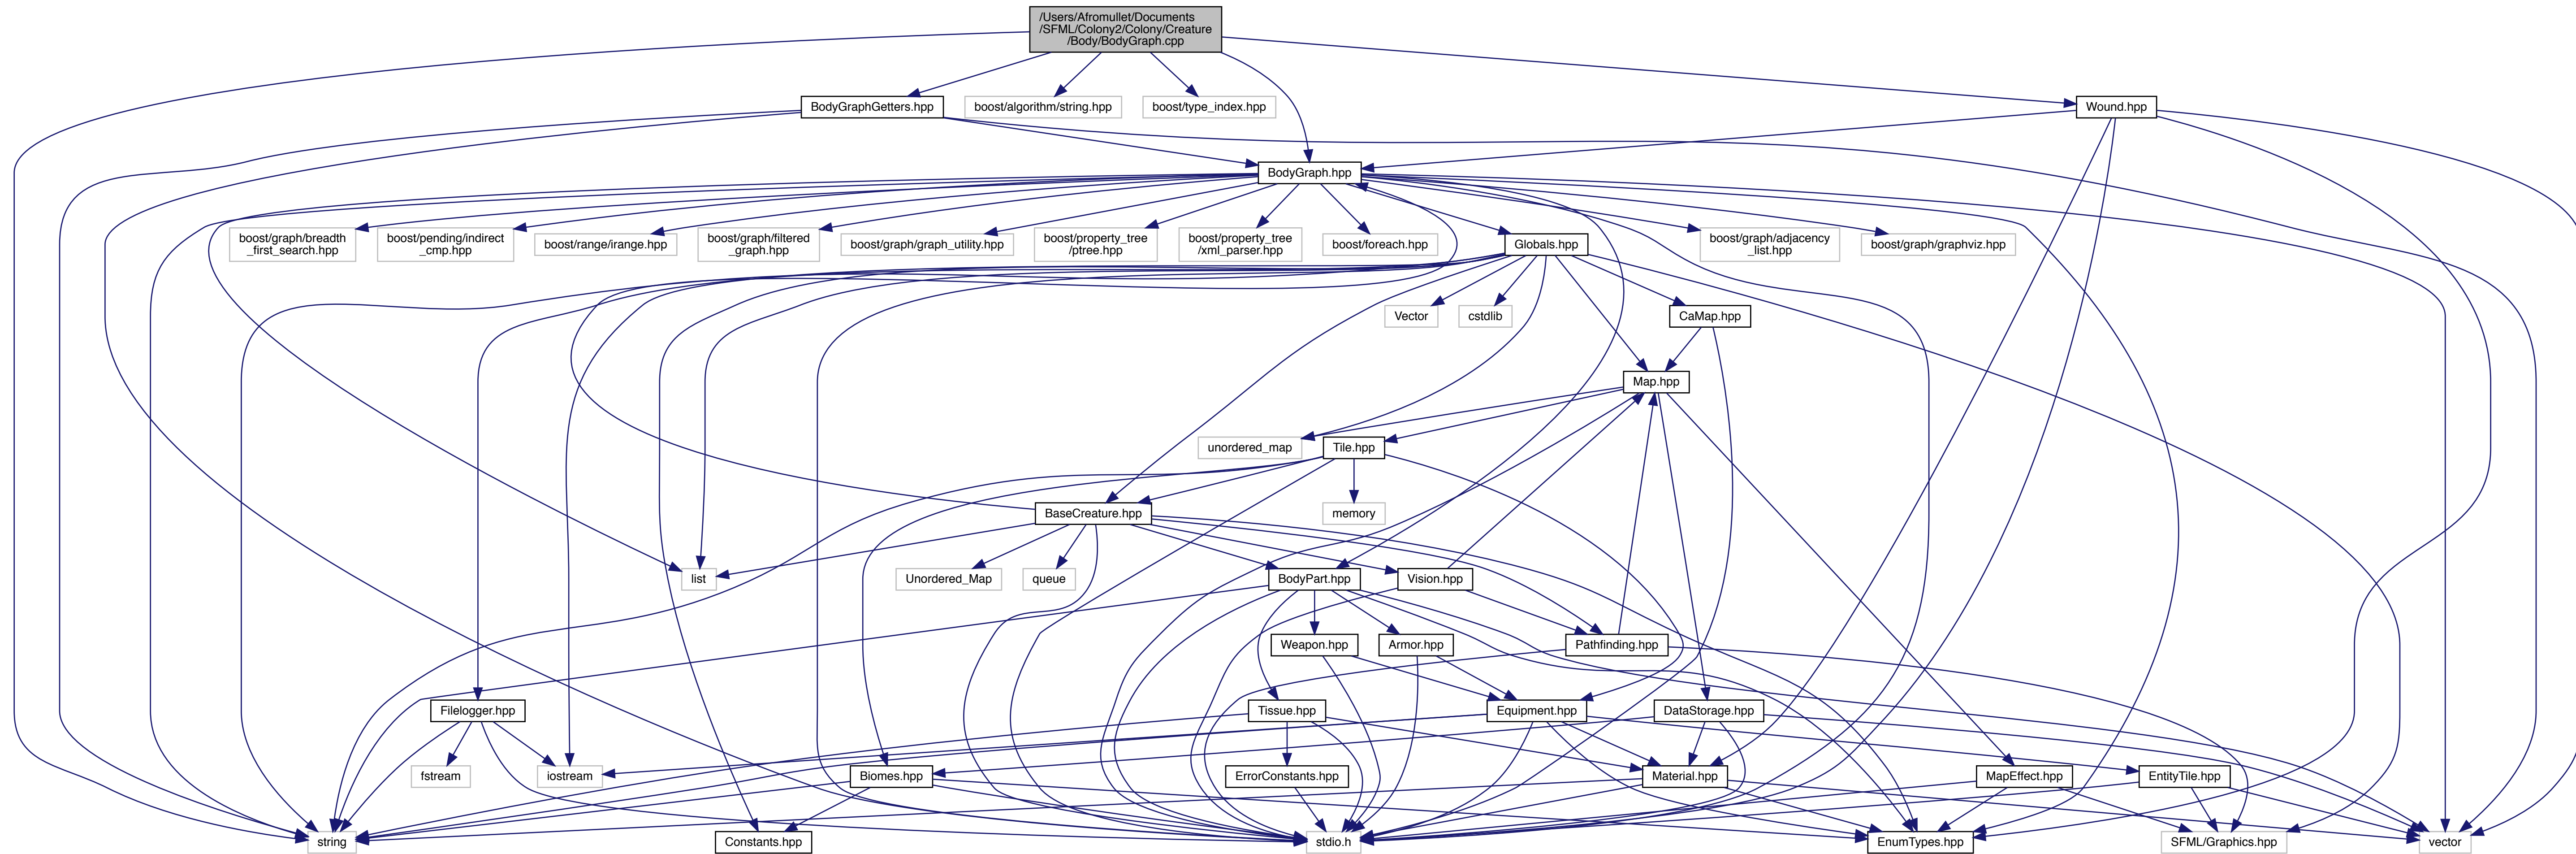 /Users/Afromullet/Documents
/SFML/Colony2/Colony/Creature
/Body/BodyGraph.cpp
BodyGraphGetters.hpp
boost/algorithm/string.hpp
boost/type_index.hpp
Wound.hpp
BodyGraph.hpp
boost/graph/breadth
_first_search.hpp
boost/pending/indirect
_cmp.hpp
boost/range/irange.hpp
boost/graph/filtered
_graph.hpp
boost/graph/graph_utility.hpp
boost/property_tree
/ptree.hpp
boost/property_tree
/xml_parser.hpp
boost/foreach.hpp
Globals.hpp
boost/graph/adjacency
_list.hpp
boost/graph/graphviz.hpp
Vector
cstdlib
CaMap.hpp
Map.hpp
unordered_map
Tile.hpp
BaseCreature.hpp
memory
list
Unordered_Map
queue
BodyPart.hpp
Vision.hpp
Weapon.hpp
Armor.hpp
Pathfinding.hpp
Filelogger.hpp
Tissue.hpp
Equipment.hpp
DataStorage.hpp
fstream
iostream
Biomes.hpp
ErrorConstants.hpp
Material.hpp
MapEffect.hpp
EntityTile.hpp
string
Constants.hpp
stdio.h
EnumTypes.hpp
SFML/Graphics.hpp
vector